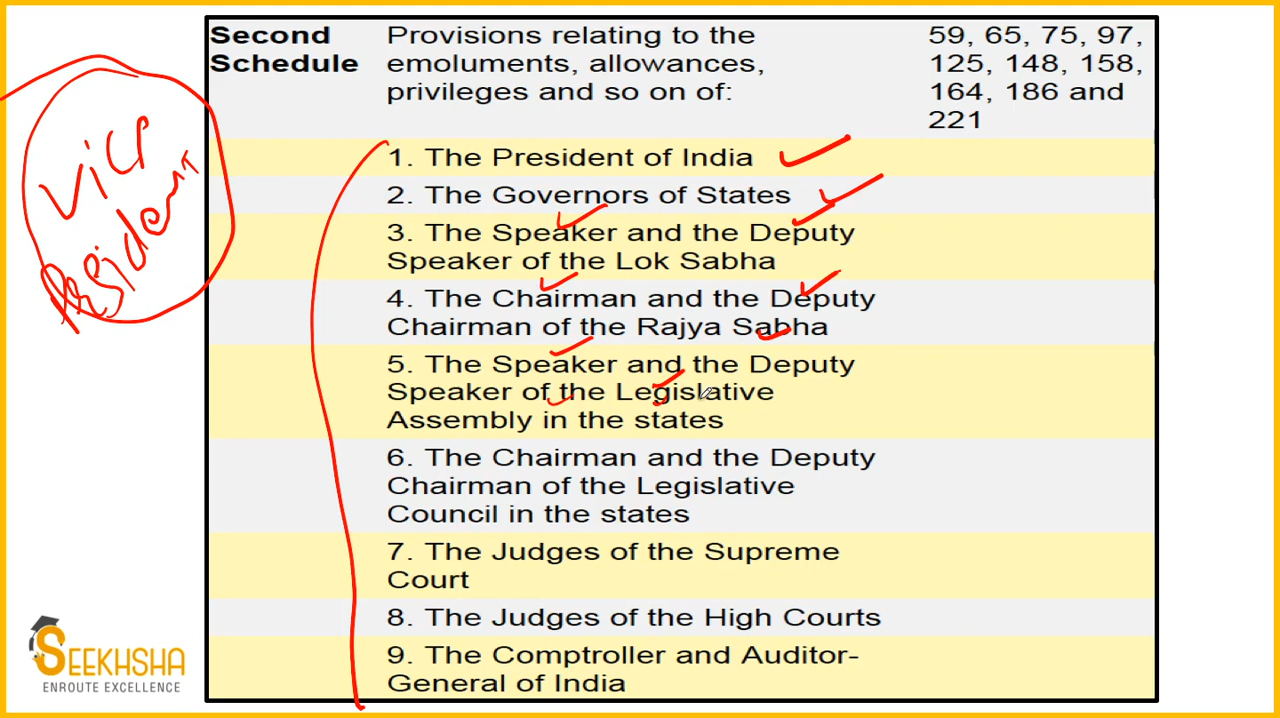 Second Schedule
Provisions relating to the
emoluments, allowances,
privileges and so on of:
59, 65, 75, 97,
125, 148, 158,
164, 186 and
221
Vice
President
1. The President of India
2. The Governors of States
3. The Speaker and the Deputy
Speaker of the Lok Sabha
4. The Chairman and the Deputy
Chairman of the Rajya Sabha
5. The Speaker and the Deputy
Speaker of the Legislative
Assembly in the states
6. The Chairman and the Deputy
Chairman of the Legislative
Council in the states
7. The Judges of the Supreme
Court
8. The Judges of the High Courts
9. The Comptroller and Auditor-
General of India
SEEKHSHA
ENROUTE EXCELLENCE